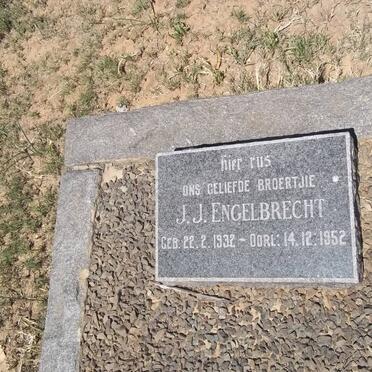 hier rus
ONS GELIEFDE BROERTJIE
J.J. ENGELBRECHT
GEB. 22.2.1932 - OORL: 14.12.1952